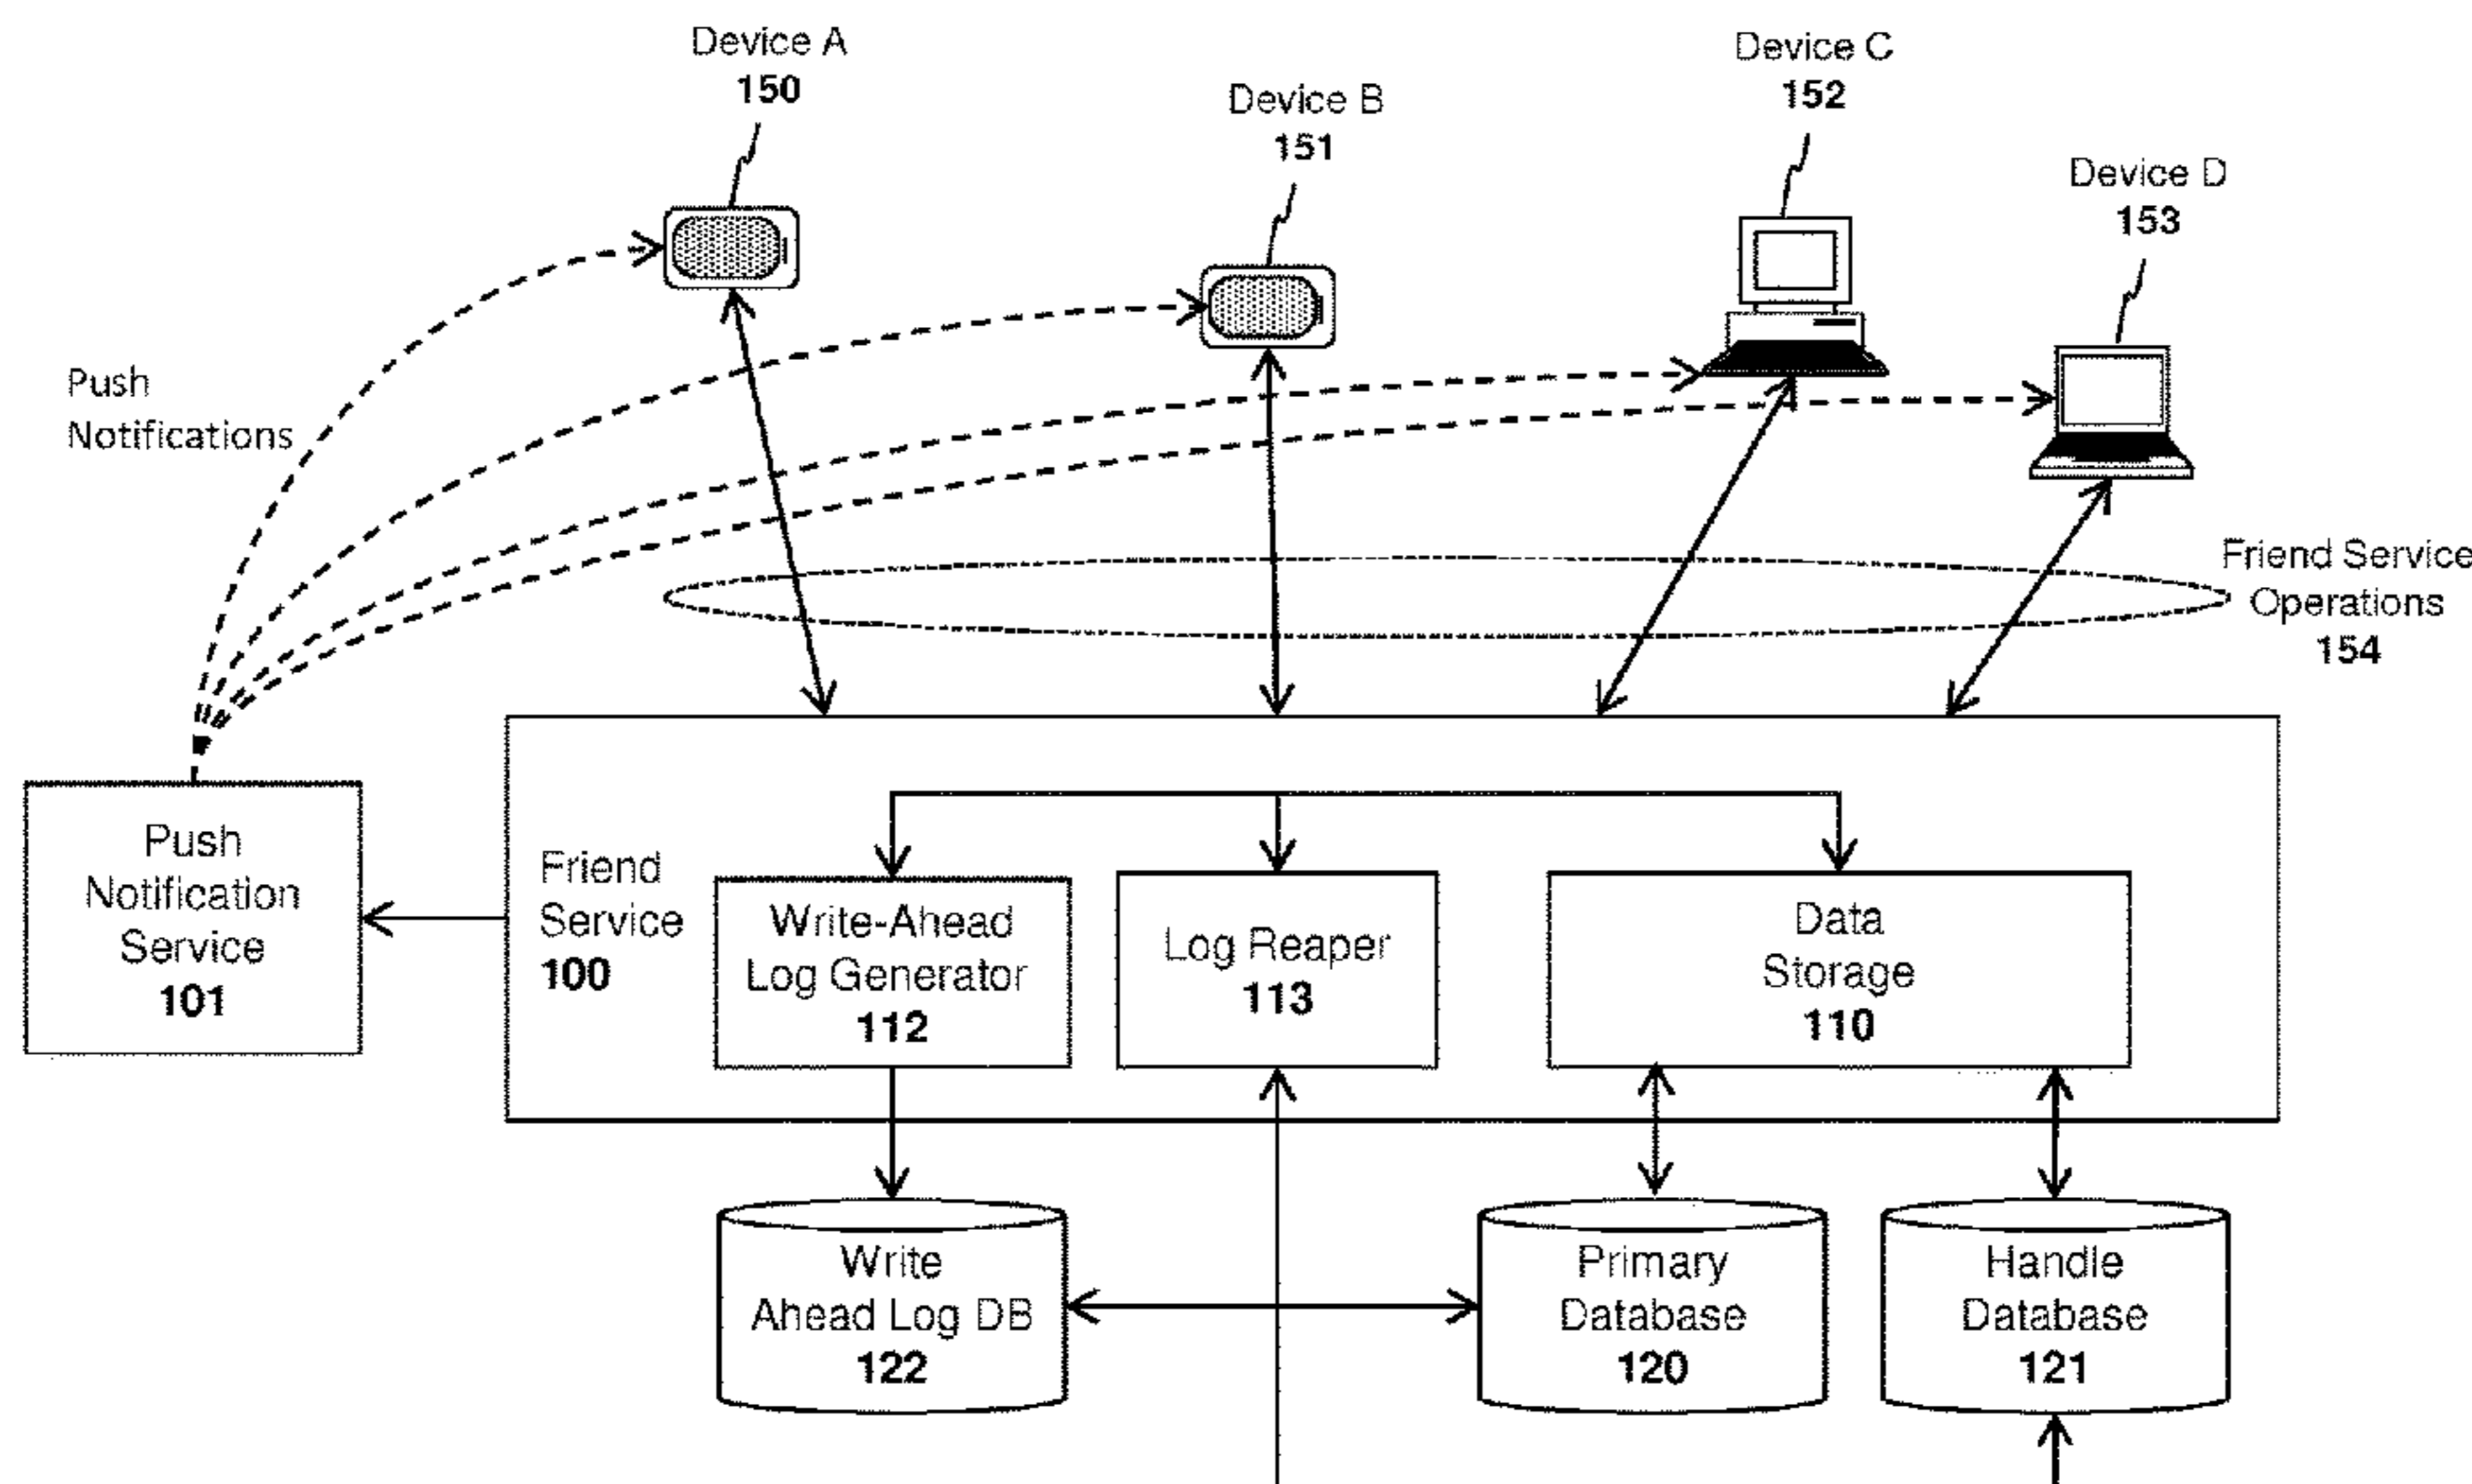 Device A
150
Device B
151
Device C
152
Device D
153
Push
Notifications
Friend Service
Operations
154
Push
Notification
Service
101
Friend
Service
100
Write-Ahead
Log Generator
112
Log Reaper
113
Data
Storage
110
Write
Ahead Log DB
122
Primary
Database
120
Handle
Database
121